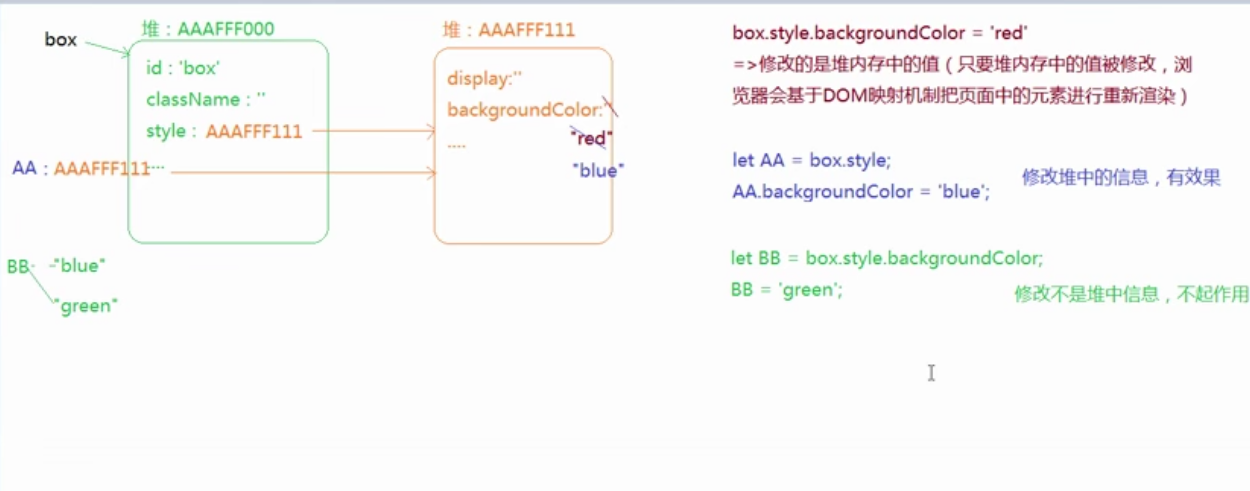 box
堆：AAAFFF000
id : 'box'
className : ''
style : AAAFFF111
....
AA：AAAFFF111
BB
"blue"
"green"
堆：AAAFFF111
display:''
backgroundColor:''
"red"
"blue"
....
box.style.backgroundColor = 'red'
=>修改的是堆内存中的值（只要堆内存中的值被修改，浏
览器会基于DOM映射机制把页面中的元素进行重新渲染）
let AA = box.style;
AA.backgroundColor = 'blue';
修改堆中的信息，有效果
let BB = box.style.backgroundColor;
BB = 'green';
修改不是堆中信息，不起作用